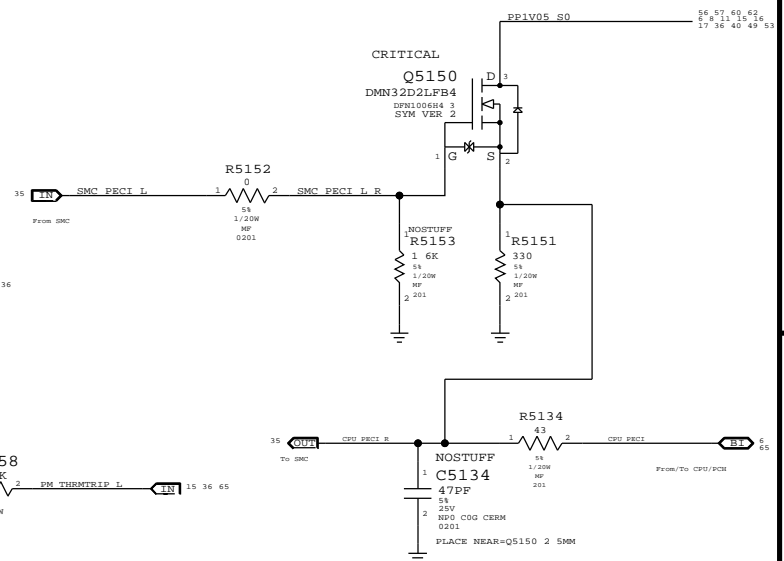 56 57 60 62
6 8 11 15 16
17 36 40 49 53
PP1V05 S0
CRITICAL
Q5150
DMN32D2LFB4
DFN1006H4 3
SYM VER 2
D 3
1 G S 2
R5152
0
1 2
5%
1/20W
MF
0201
35 IN SMC PECI L
SMC PECI L R
From SMC
NOSTUFF
1 R5153
1 6K
5%
1/20W
MF
2 201
1 R5151
330
5%
1/20W
MF
2 201
36
R5134
43
1 2
5%
1/20W
MF
201
35 OUT CPU PECI R
To SMC
CPU PECI
BI 6
65
From/To CPU/PCH
NOSTUFF
1 C5134
47PF
5%
25V
2 NP0 C0G CERM
0201
PLACE NEAR=Q5150 2 5MM
58
K
2 PM THRMTRIP L IN 15 36 65
W